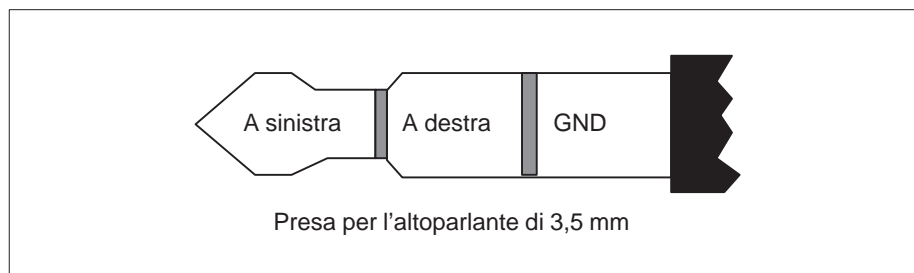 A sinistra A destra GND
Presa per l'altoparlante di 3,5 mm